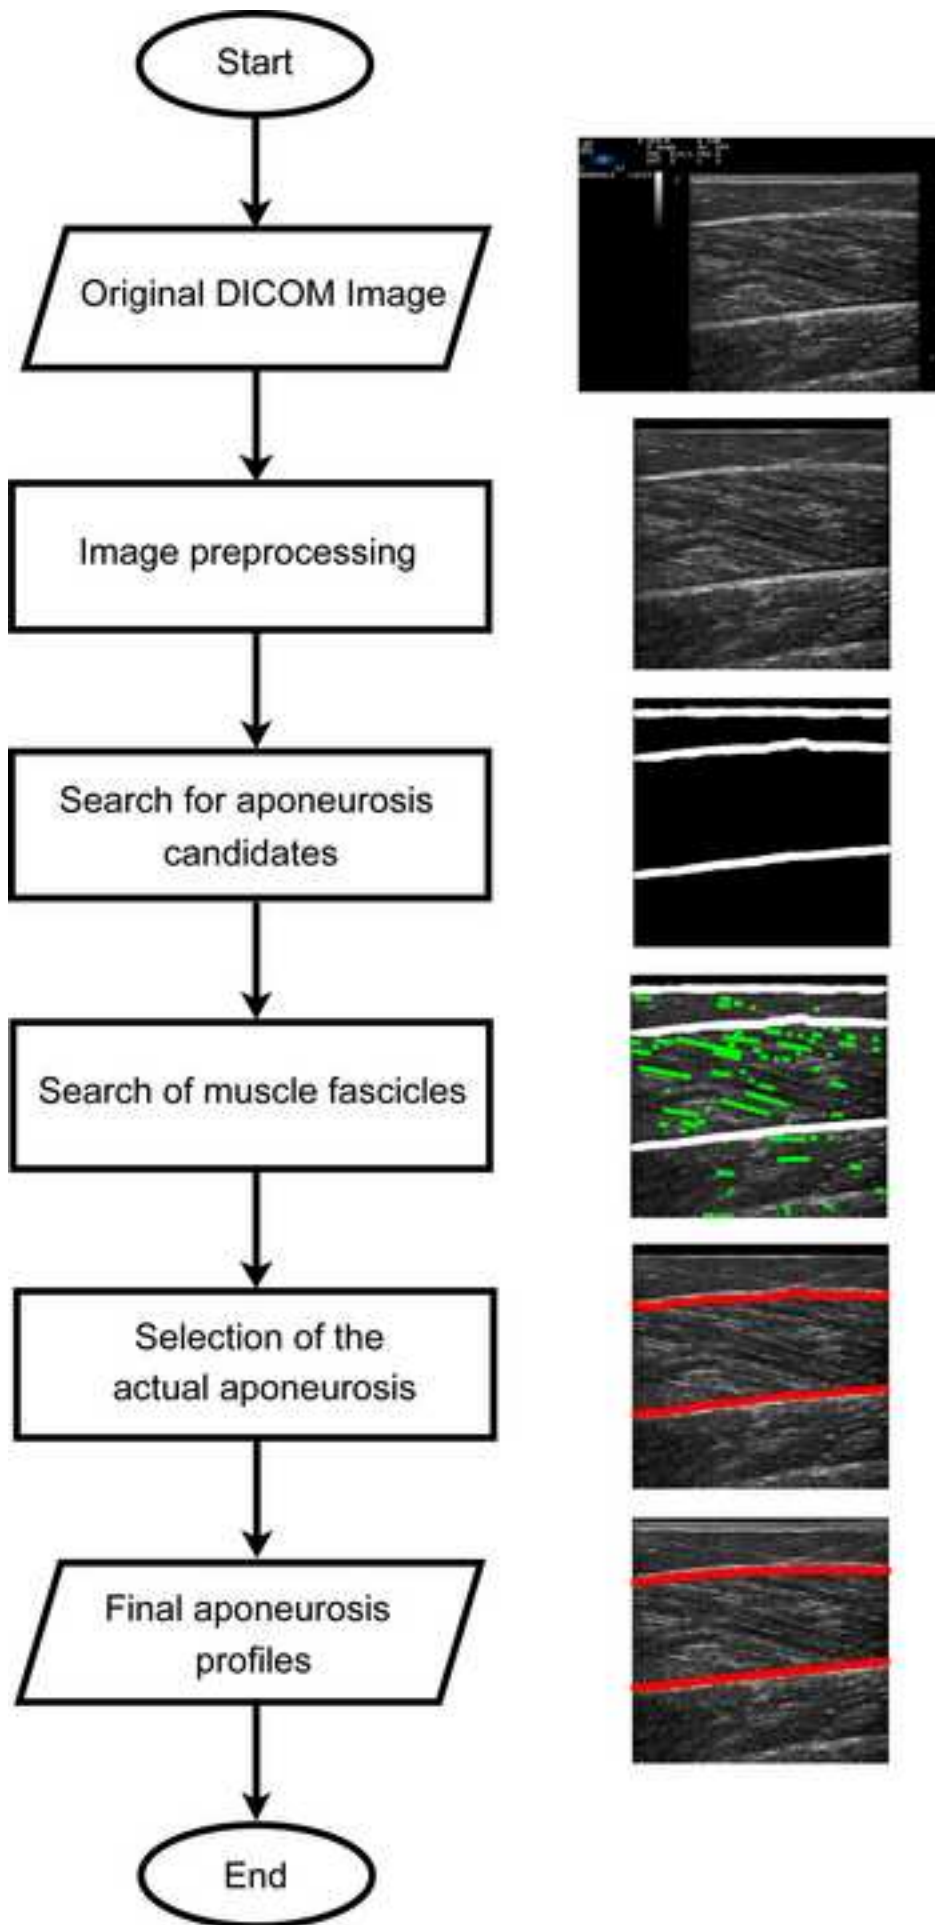 Start
Original DICOM Image
Image preprocessing
Search for aponeurosis
candidates
Search of muscle fascicles
Selection of the
actual aponeurosis
Final aponeurosis
profiles
End